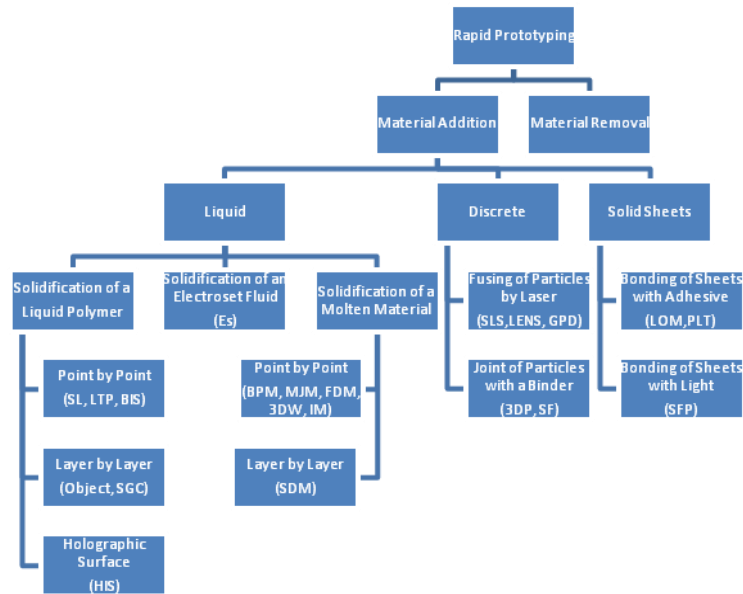 Rapid Prototyping
Material Addition
Material Removal
Liquid
Discrete
Solid Sheets
Solidification of a
Liquid Polymer
Solidification of an
Electroset Fluid
(Es)
Solidification of a
Molten Material
Fusing of Particles
by Laser
(SLS,LENS, GPD)
Bonding of Sheets
with Adhesive
(LOM,PLT)
Point by Point
(SL, LTP, BIS)
Point by Point
(BPM, MJM, FDM,
3DW, IM)
Joint of Particles
with a Binder
(3DP, SF)
Bonding of Sheets
with Light
(SFP)
Layer by Layer
(Object, SGC)
Layer by Layer
(SDM)
Holographic
Surface
(HIS)